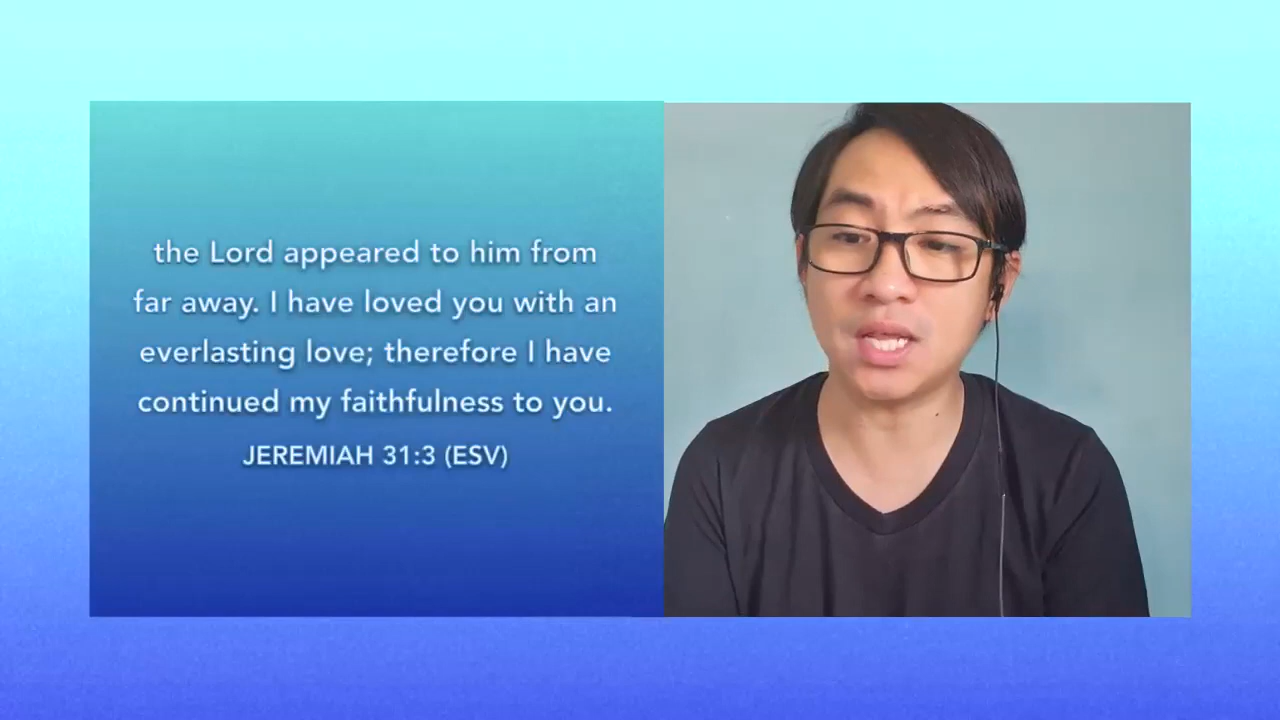 the Lord appeared to him from
far away. I have loved you with an
everlasting love; therefore I have
continued my faithfulness to you.
JEREMIAH 31:3 (ESV)